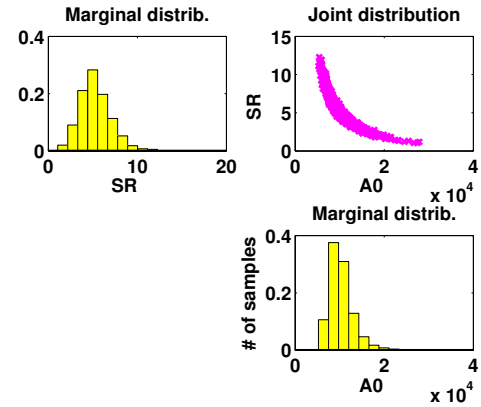 Marginal distrib.
0.4
0.2
0
0
10
20
SR
Joint distribution
15
10
5
0
0
2
4
x 10^4
A0
SR
Marginal distrib.
0.4
0.2
0
0
2
4
x 10^4
A0
# of samples